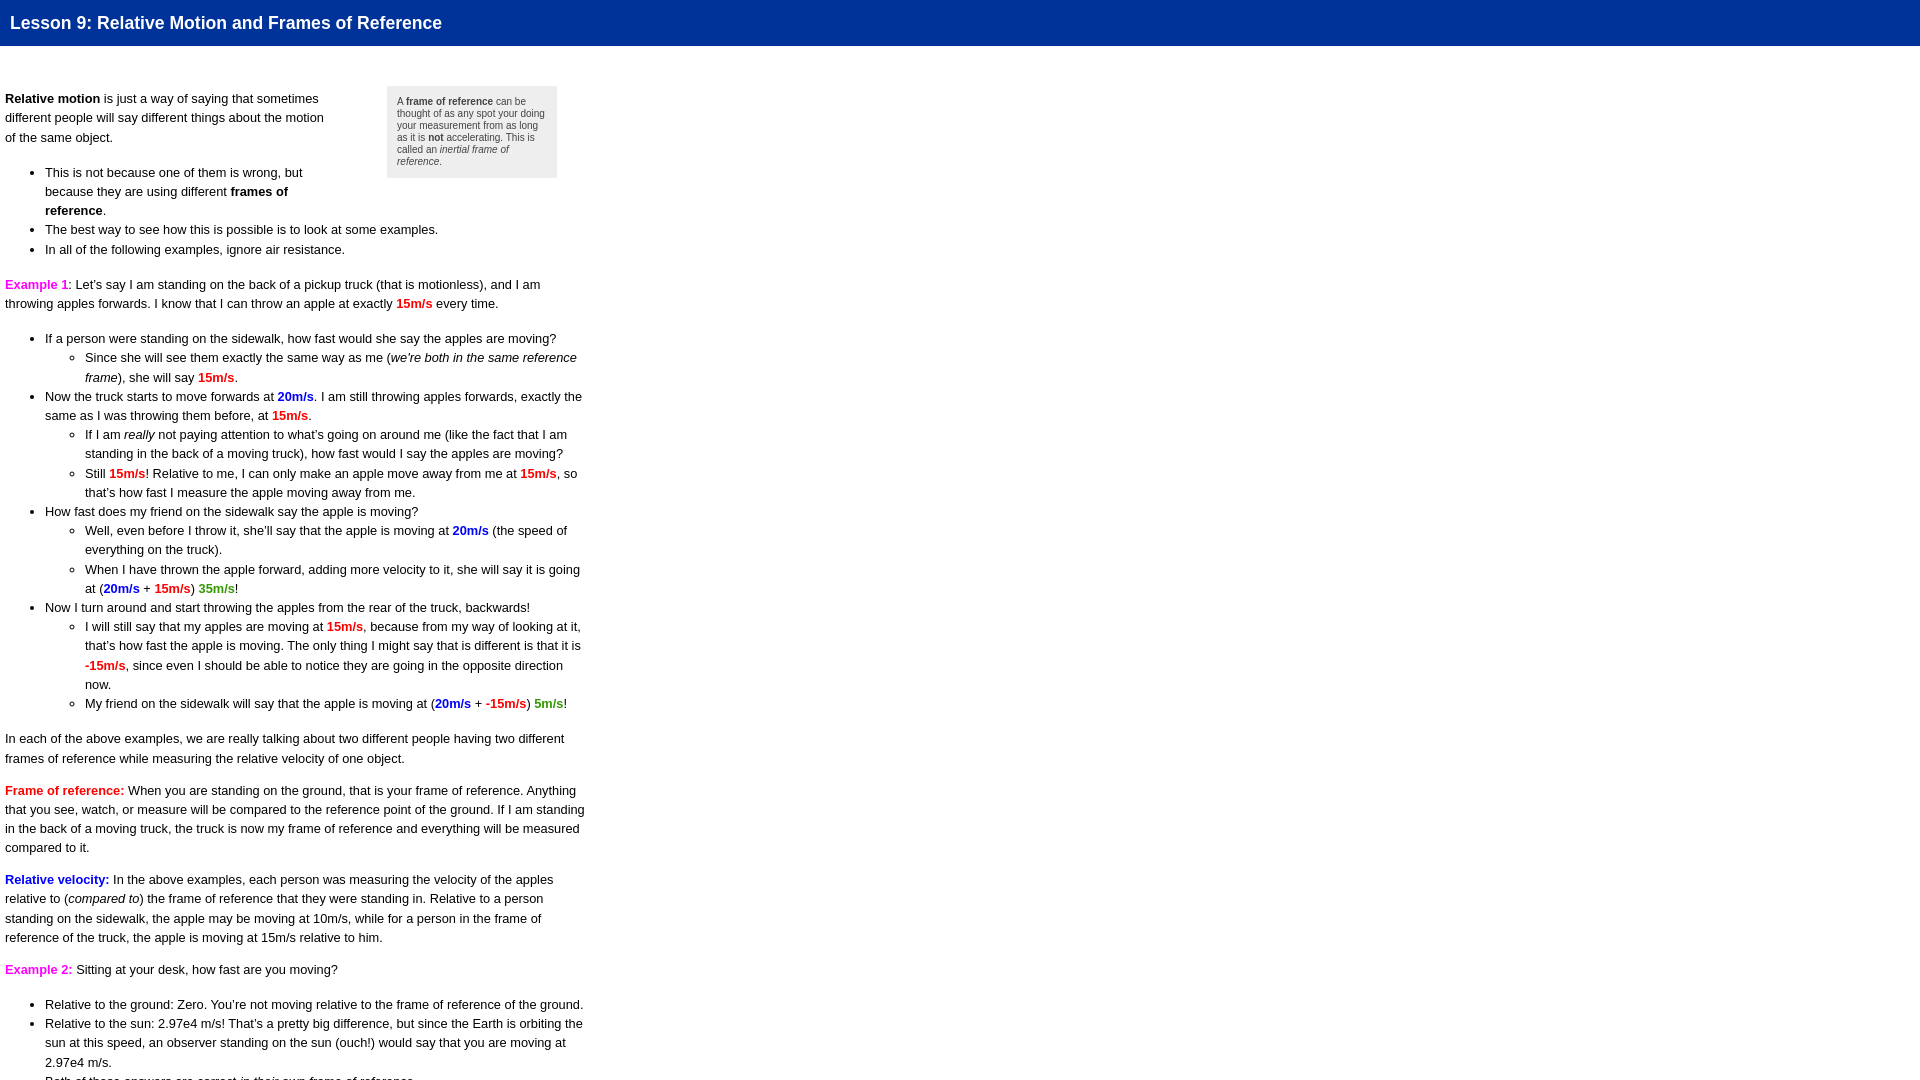 Lesson 9: Relative Motion and Frames of Reference
Relative motion is just a way of saying that sometimes
different people will say different things about the motion
of the same object.
A frame of reference can be
thought of as any spot your doing
your measurement from as long
as it is not accelerating. This is
called an inertial frame of
reference.
• This is not because one of them is wrong, but
because they are using different frames of
reference.
• The best way to see how this is possible is to look at some examples.
• In all of the following examples, ignore air resistance.
Example 1: Let’s say I am standing on the back of a pickup truck (that is motionless), and I am
throwing apples forwards. I know that I can throw an apple at exactly 15m/s every time.
• If a person were standing on the sidewalk, how fast would she say the apples are moving?
◦ Since she will see them exactly the same way as me (we're both in the same reference
frame), she will say 15m/s.
• Now the truck starts to move forwards at 20m/s. I am still throwing apples forwards, exactly the
same as I was throwing them before, at 15m/s.
◦ If I am really not paying attention to what’s going on around me (like the fact that I am
standing in the back of a moving truck), how fast would I say the apples are moving?
◦ Still 15m/s! Relative to me, I can only make an apple move away from me at 15m/s, so
that’s how fast I measure the apple moving away from me.
• How fast does my friend on the sidewalk say the apple is moving?
◦ Well, even before I throw it, she’ll say that the apple is moving at 20m/s (the speed of
everything on the truck).
◦ When I have thrown the apple forward, adding more velocity to it, she will say it is going
at (20m/s + 15m/s) 35m/s!
• Now I turn around and start throwing the apples from the rear of the truck, backwards!
◦ I will still say that my apples are moving at 15m/s, because from my way of looking at it,
that’s how fast the apple is moving. The only thing I might say that is different is that it is
-15m/s, since even I should be able to notice they are going in the opposite direction
now.
◦ My friend on the sidewalk will say that the apple is moving at (20m/s + -15m/s) 5m/s!
In each of the above examples, we are really talking about two different people having two different
frames of reference while measuring the relative velocity of one object.
Frame of reference: When you are standing on the ground, that is your frame of reference. Anything
that you see, watch, or measure will be compared to the reference point of the ground. If I am standing
in the back of a moving truck, the truck is now my frame of reference and everything will be measured
compared to it.
Relative velocity: In the above examples, each person was measuring the velocity of the apples
relative to (compared to) the frame of reference that they were standing in. Relative to a person
standing on the sidewalk, the apple may be moving at 10m/s, while for a person in the frame of
reference of the truck, the apple is moving at 15m/s relative to him.
Example 2: Sitting at your desk, how fast are you moving?
• Relative to the ground: Zero. You’re not moving relative to the frame of reference of the ground.
• Relative to the sun: 2.97e4 m/s! That’s a pretty big difference, but since the Earth is orbiting the
sun at this speed, an observer standing on the sun (ouch!) would say that you are moving at
2.97e4 m/s.
• Both of these answers are correct in their own frame of reference.